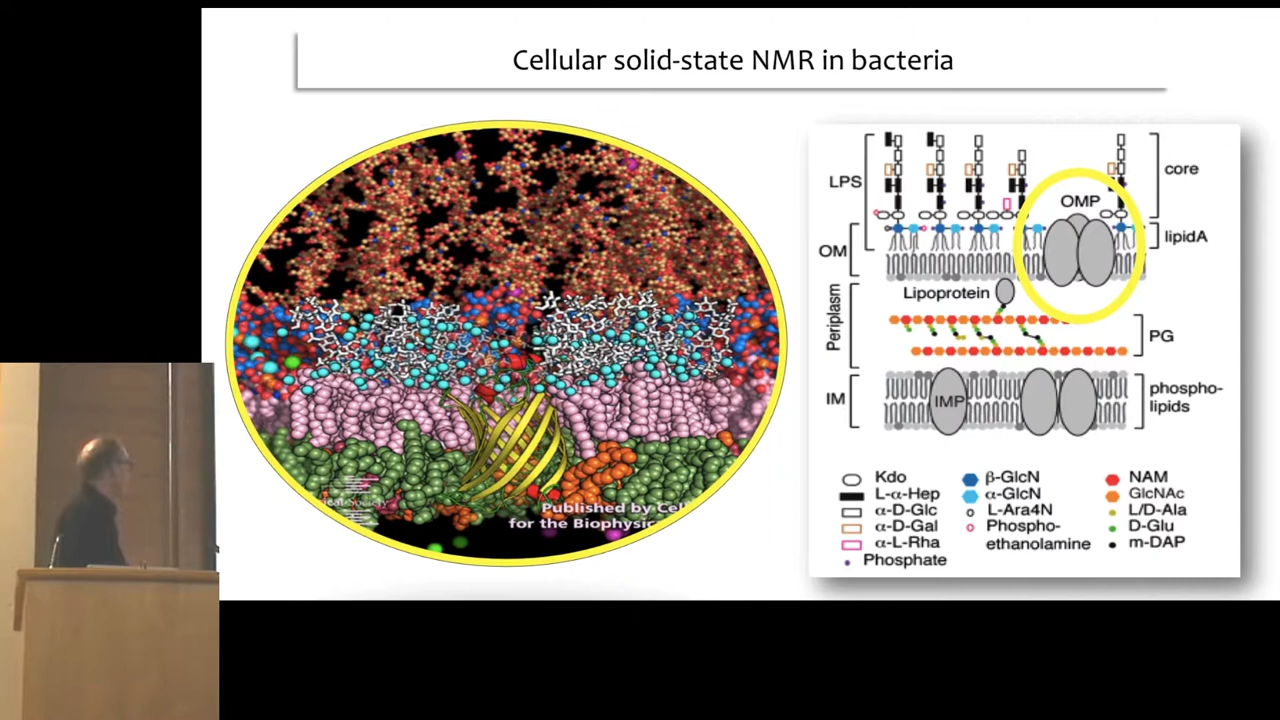 Cellular solid-state NMR in bacteria
Published by Cel
for the Biophysic
LPS
core
OMP
lipidA
OM
Lipoprotein
Periplasm
PG
IM
IMP
phospho-
lipids
Kdo
L-α-Hep
α-D-Glc
α-D-Gal
α-L-Rha
Phosphate
β-GlcN
α-GlcN
L-Ara4N
Phospho-
ethanolamine
NAM
GlcNAc
L/D-Ala
D-Glu
m-DAP